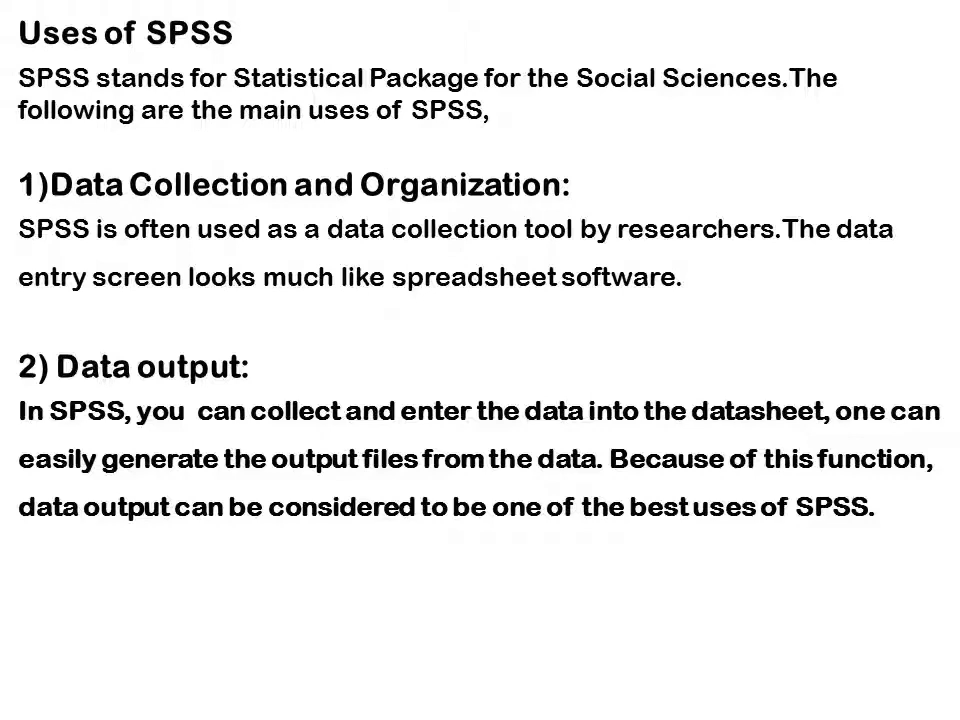 Uses of SPSS
SPSS stands for Statistical Package for the Social Sciences.The
following are the main uses of SPSS,
1)Data Collection and Organization:
SPSS is often used as a data collection tool by researchers.The data
entry screen looks much like spreadsheet software.
2) Data output:
In SPSS, you can collect and enter the data into the datasheet, one can
easily generate the output files from the data. Because of this function,
data output can be considered to be one of the best uses of SPSS.